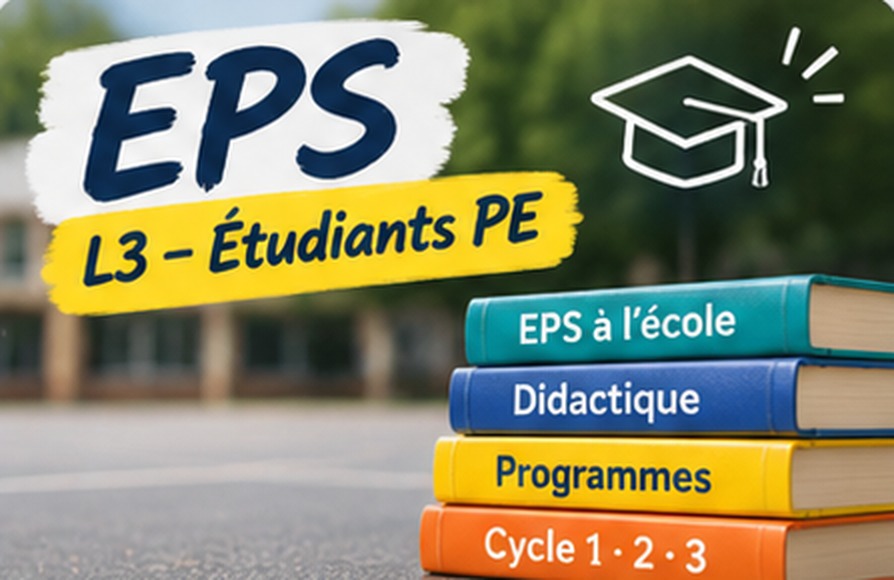 EPS
L3 – Étudiants PE
EPS à l'école
Didactique
Programmes
Cycle 1 · 2 · 3